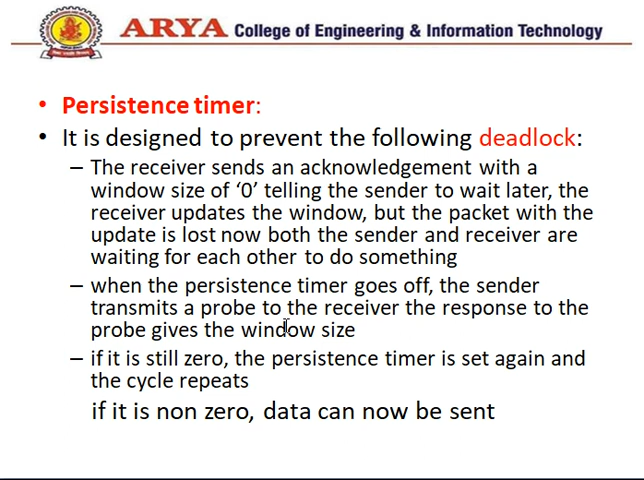 ARYA College of Engineering & Information Technology
• Persistence timer:
• It is designed to prevent the following deadlock:
– The receiver sends an acknowledgement with a
window size of ‘0’ telling the sender to wait later, the
receiver updates the window, but the packet with the
update is lost now both the sender and receiver are
waiting for each other to do something
– when the persistence timer goes off, the sender
transmits a probe to the receiver the response to the
probe gives the window size
– if it is still zero, the persistence timer is set again and
the cycle repeats
if it is non zero, data can now be sent